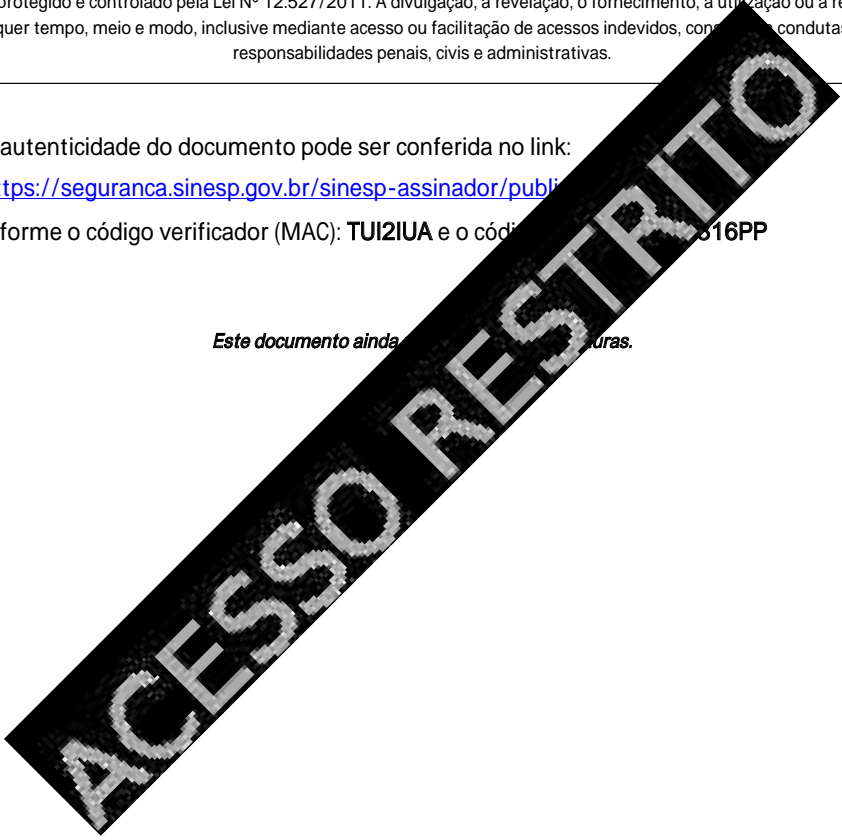 protegido e controlado pela Lei Nº 12.527/2011. A divulgação, a revelação, o fornecimento, a utilização ou a
quer tempo, meio e modo, inclusive mediante acesso ou facilitação de acessos indevidos, condutas
responsabilidades penais, civis e administrativas.
autenticidade do documento pode ser conferida no link:
ttps://seguranca.sinesp.gov.br/sinesp-assinador/publi
forme o código verificador (MAC): TUI2IUA e o códi 316PP
Este documento ainda uras.
ACESSO RESTRITO